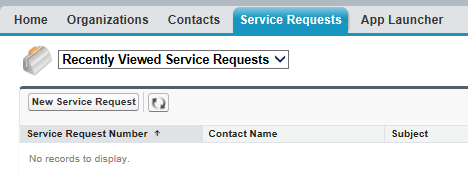 Home Organizations Contacts Service Requests App Launcher
Recently Viewed Service Requests
New Service Request
Service Request Number ↑ Contact Name Subject
No records to display.